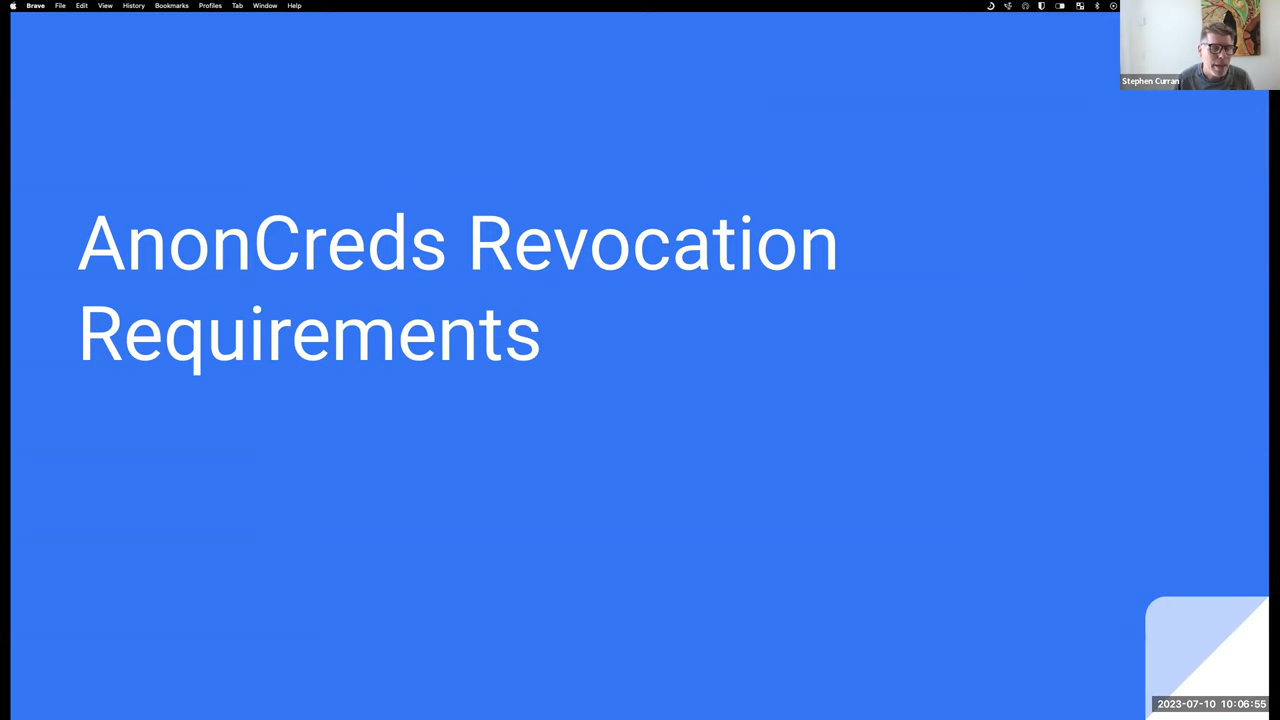 Brave File Edit View History Bookmarks Profiles Tab Window Help
Stephen Curran
AnonCreds Revocation
Requirements
2023-07-10 10:06:55